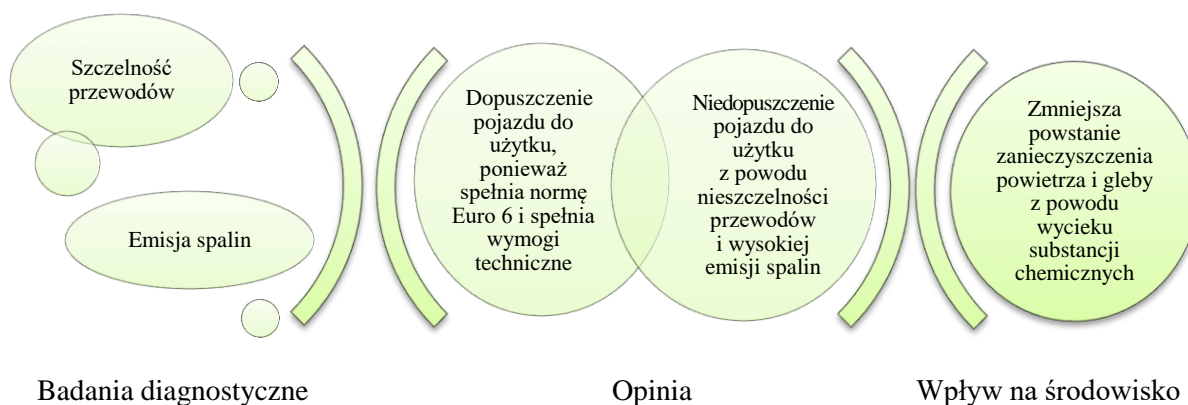 Szczelność
przewodów
Emisja spalin
Dopuszczenie
pojazdu do
użytku,
ponieważ
spełnia normę
Euro 6 i spełnia
wymogi
techniczne
Niedopuszczenie
pojazdu do
użytku
z powodu
nieszczelności
przewodów
i wysokiej
emisji spalin
Zmniejsza
powstanie
zanieczyszczenia
powietrza i gleby
z powodu
wycieku
substancji
chemicznych
Badania diagnostyczne
Opinia
Wpływ na środowisko